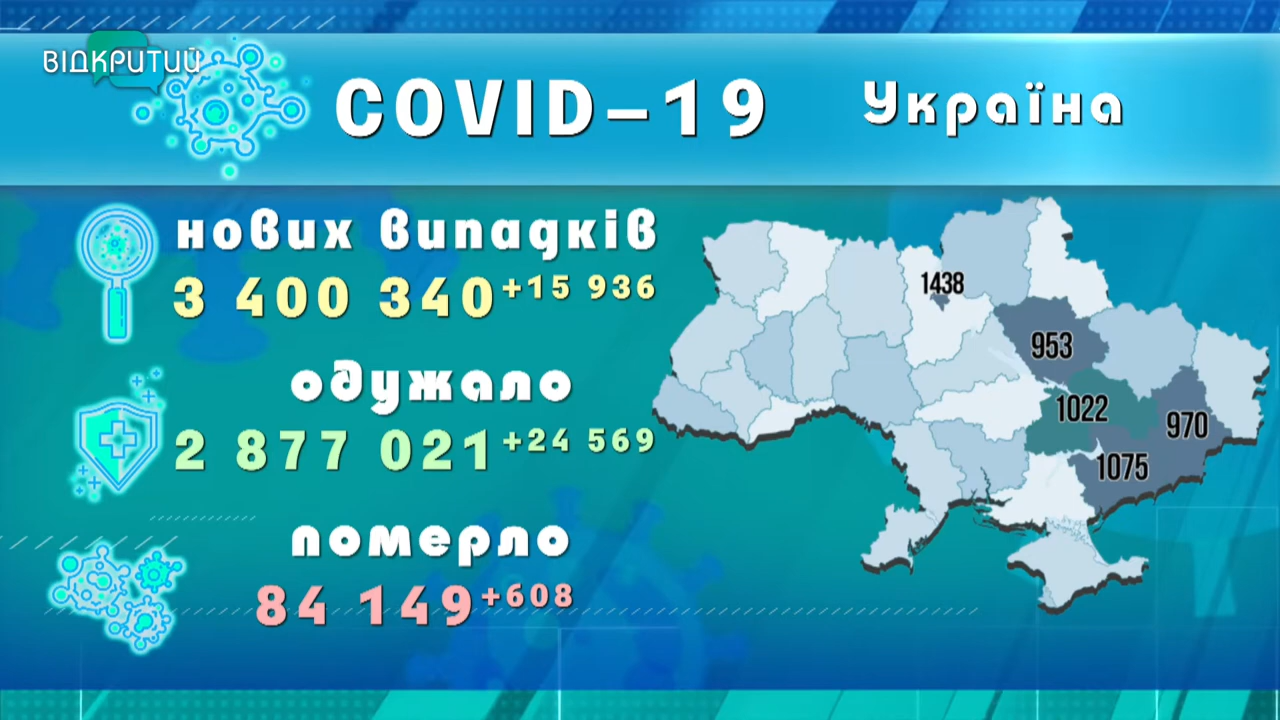 ВІДКРИТИЙ
COVID-19
Україна
нових випадків
3 400 340 +15 936
одужало
2 877 021 +24 569
померло
84 149 +608
1438
953
1022
970
1075